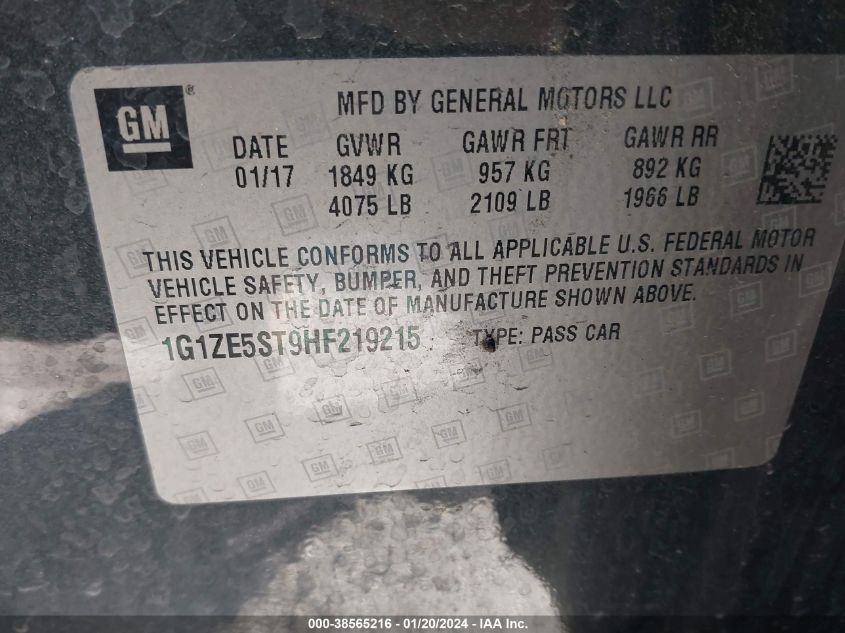 GM ®
MFD BY GENERAL MOTORS LLC
DATE GVWR GAWR FRT GAWR RR
01/17 1849 KG 957 KG 892 KG
4075 LB 2109 LB 1966 LB
THIS VEHICLE CONFORMS TO ALL APPLICABLE U.S. FEDERAL MOTOR
VEHICLE SAFETY, BUMPER, AND THEFT PREVENTION STANDARDS IN
EFFECT ON THE DATE OF MANUFACTURE SHOWN ABOVE.
1G1ZE5ST9HF219215 TYPE: PASS CAR
000-38565216 - 01/20/2024 - IAA Inc.